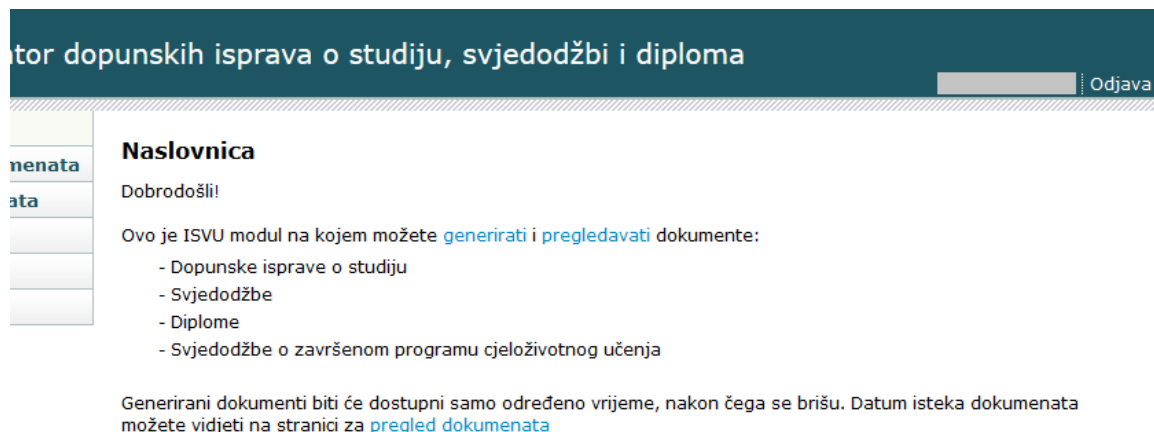 tor dopunskih isprava o studiju, svjedodžbi i diploma
Odjava
menata
ata
Naslovnica
Dobrodošli!
Ovo je ISVU modul na kojem možete generirati i pregledavati dokumente:
- Dopunske isprave o studiju
- Svjedodžbe
- Diplome
- Svjedodžbe o završenom programu cjeloživotnog učenja
Generirani dokumenti biti će dostupni samo određeno vrijeme, nakon čega se brišu. Datum isteka dokumenata
možete vidjeti na stranici za pregled dokumenata